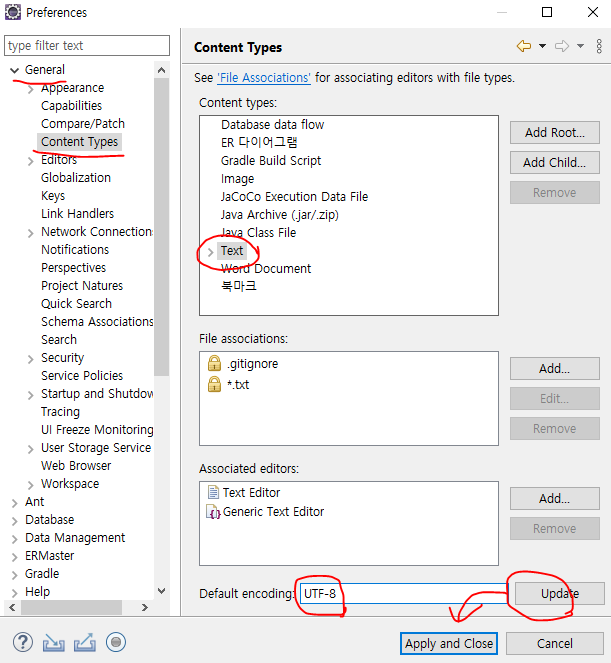 Preferences
type filter text
General
Appearance
Capabilities
Compare/Patch
Content Types
Editors
Globalization
Keys
Link Handlers
Network Connections
Notifications
Perspectives
Project Natures
Quick Search
Schema Associations
Search
Security
Service Policies
Startup and Shutdow
Tracing
UI Freeze Monitoring
User Storage Service
Web Browser
Workspace
Ant
Database
Data Management
ERMaster
Gradle
Help
Content Types
See 'File Associations' for associating editors with file types.
Content types:
Database data flow
ER 다이어그램
Gradle Build Script
Image
JaCoCo Execution Data File
Java Archive (.jar/.zip)
Java Class File
Text
Word Document
북마크
Add Root...
Add Child...
Remove
File associations:
.gitignore
*.txt
Add...
Edit...
Remove
Associated editors:
Text Editor
Generic Text Editor
Add...
Remove
Default encoding: UTF-8 Update
Apply and Close Cancel